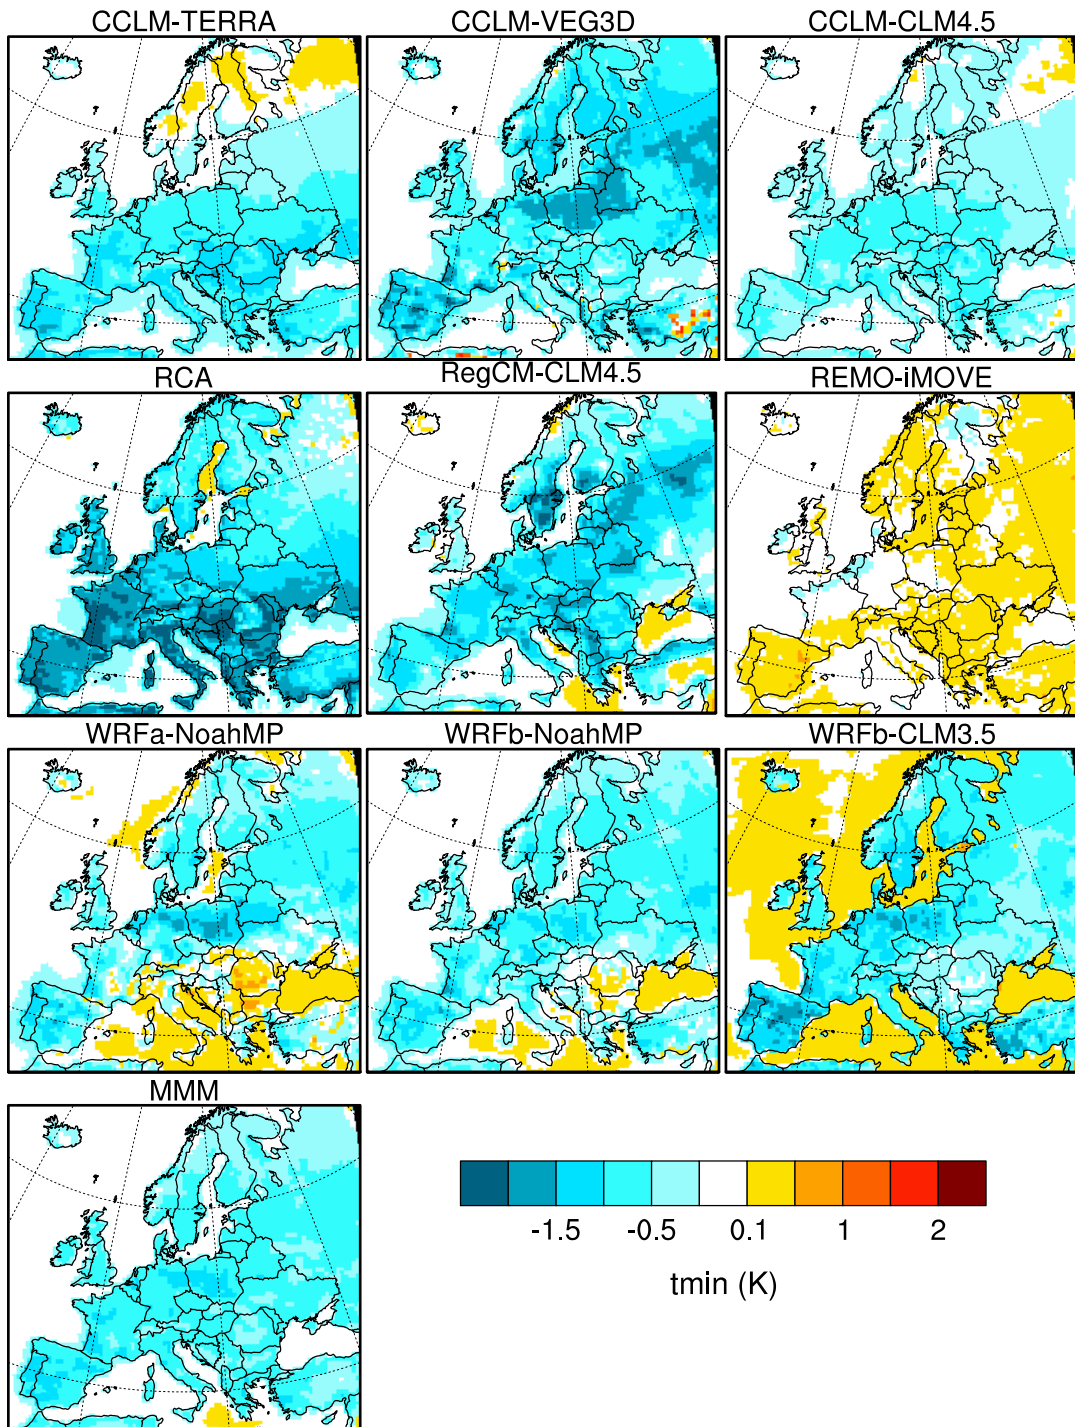 CCLM-TERRA CCLM-VEG3D CCLM-CLM4.5
RCA RegCM-CLM4.5 REMO-iMOVE
WRFa-NoahMP WRFb-NoahMP WRFb-CLM3.5
MMM
-1.5 -0.5 0.1 1 2
tmin (K)